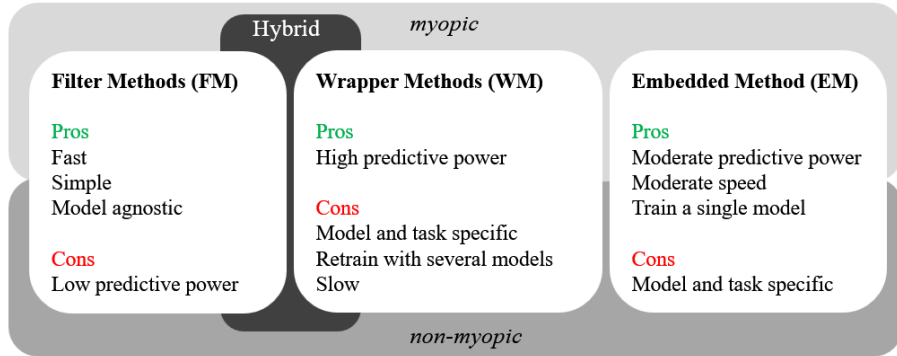 Hybrid
myopic
Filter Methods (FM)
Pros
Fast
Simple
Model agnostic
Cons
Low predictive power
Wrapper Methods (WM)
Pros
High predictive power
Cons
Model and task specific
Retrain with several models
Slow
Embedded Method (EM)
Pros
Moderate predictive power
Moderate speed
Train a single model
Cons
Model and task specific
non-myopic